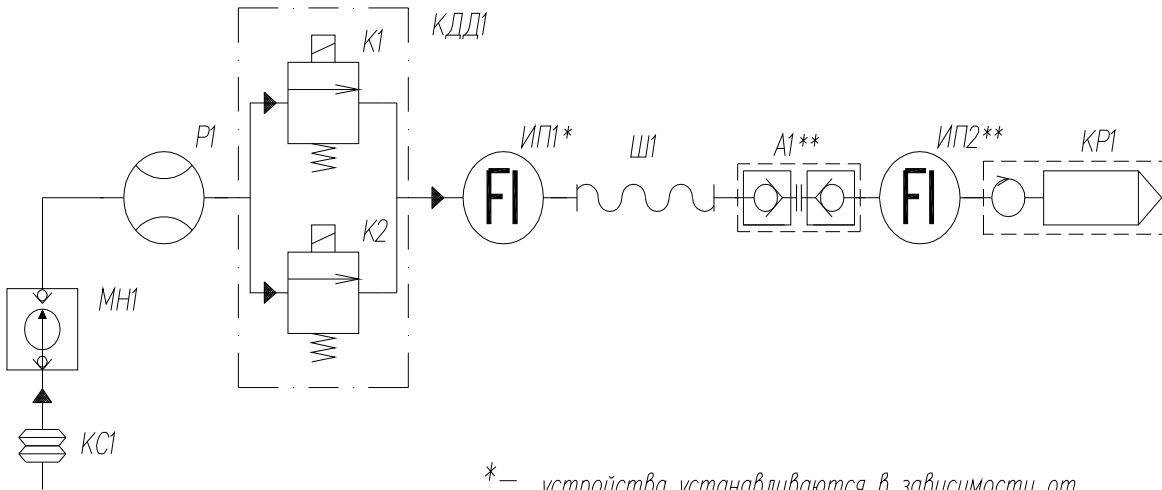 КДД1
К1
Р1
ИП1*
Ш1
А1**
ИП2**
КР1
FI
FI
К2
МН1
КС1
*– устройства устанавливаются в зависимости от